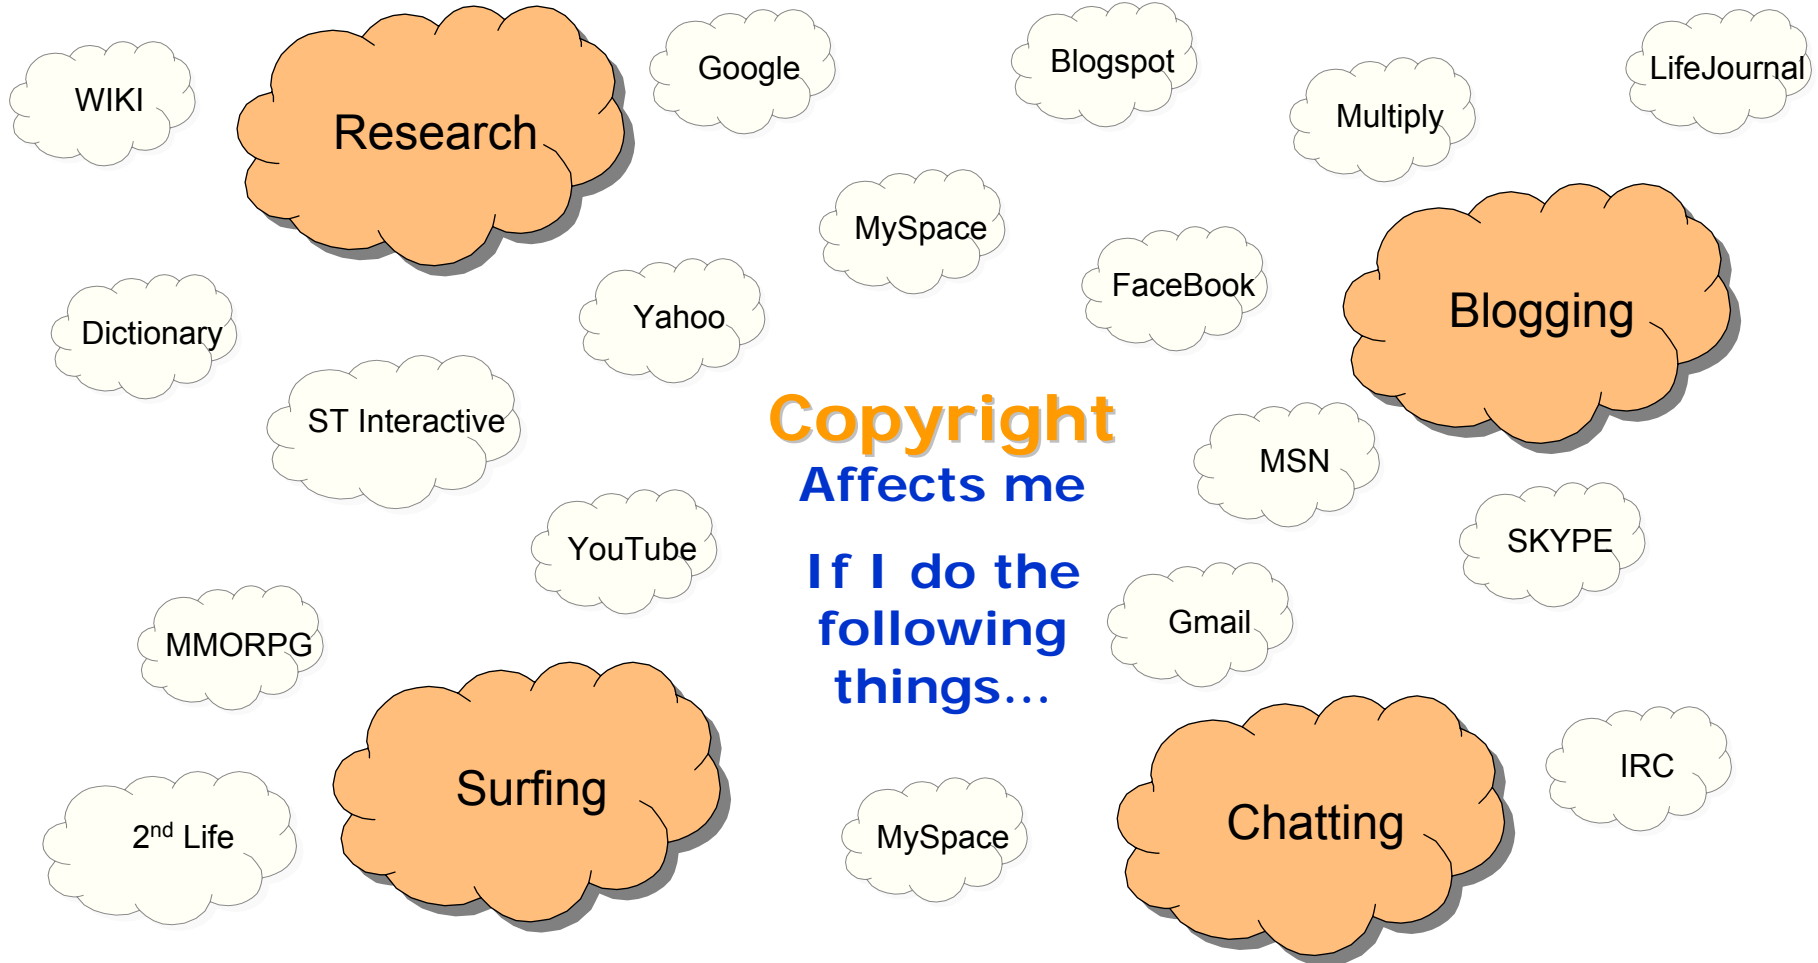 WIKI
Research
Google
Blogspot
Multiply
LifeJournal
MySpace
FaceBook
Blogging
Dictionary
Yahoo
ST Interactive
Copyright
Affects me
If I do the
following
things...
MSN
SKYPE
YouTube
Gmail
MMORPG
Surfing
2nd Life
MySpace
Chatting
IRC